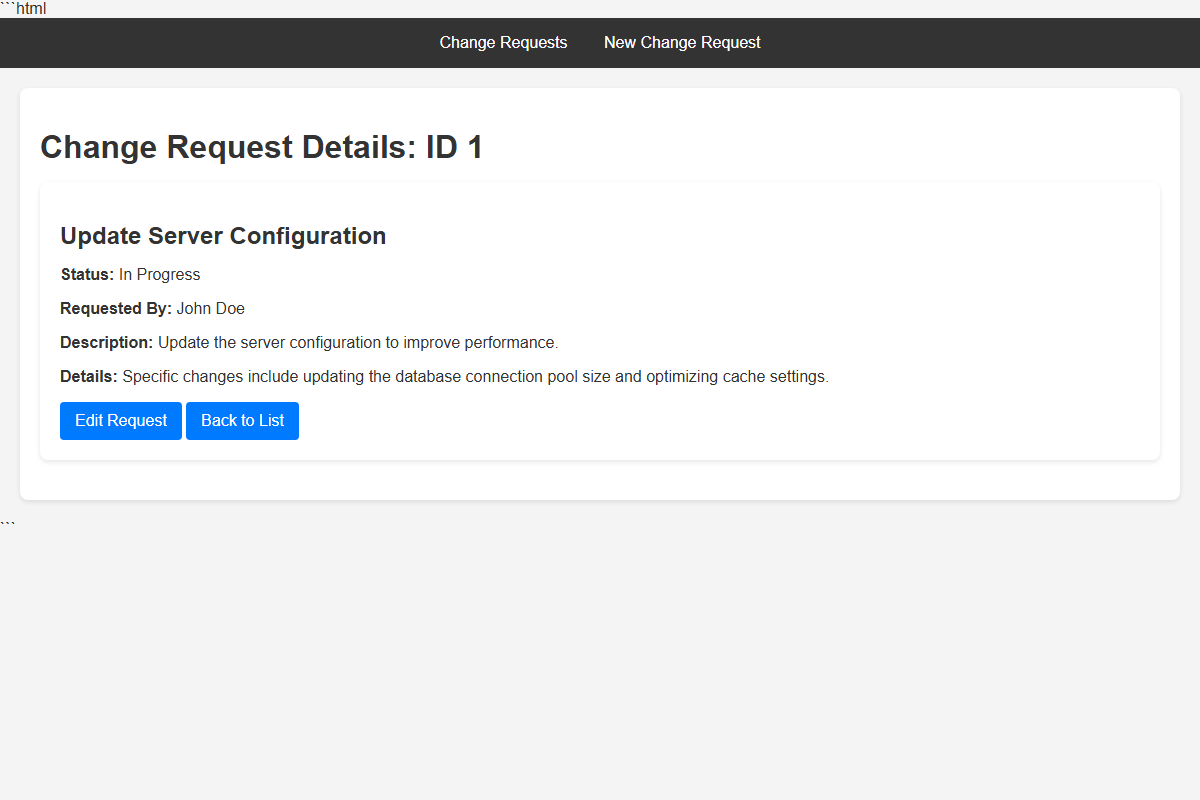 ```html
Change Requests New Change Request
Change Request Details: ID 1
Update Server Configuration
Status: In Progress
Requested By: John Doe
Description: Update the server configuration to improve performance.
Details: Specific changes include updating the database connection pool size and optimizing cache settings.
Edit Request Back to List
```